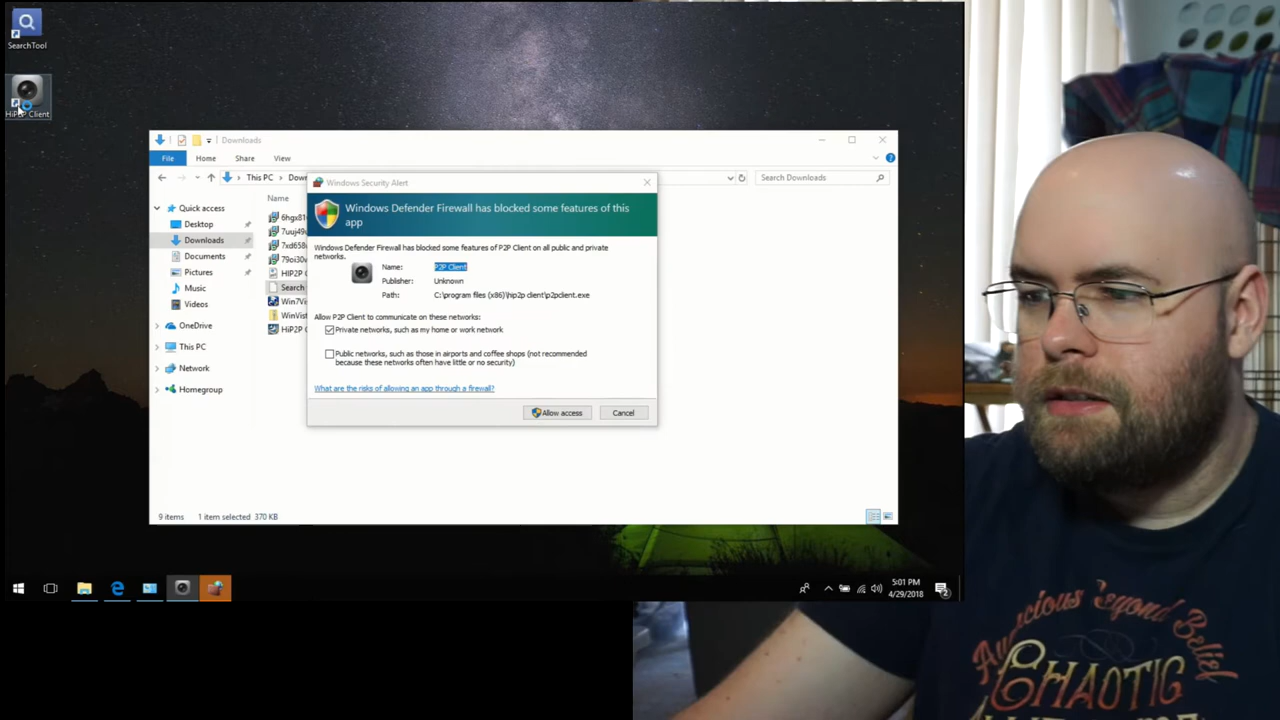 SearchTool
HiP2P Client
Downloads
File Home Share View
This PC
Search Downloads
Quick access
Desktop
Downloads
Documents
Pictures
Music
Videos
OneDrive
This PC
Network
Homegroup
Name
HIP2P C
Search
HiP2P C
9 items 1 item selected 370 KB
Windows Security Alert
Windows Defender Firewall has blocked some features of this
app
Windows Defender Firewall has blocked some features of P2P Client on all public and private
networks.
Name: P2P Client
Publisher: Unknown
Path: C:\program files (x86)\hip2p client\p2pclient.exe
Allow P2P Client to communicate on these networks:
Private networks, such as my home or work network
Public networks, such as those in airports and coffee shops (not recommended
because these networks often have little or no security)
What are the risks of allowing an app through a firewall?
Allow access Cancel
5:01 PM
4/29/2018
2
Beyond Belief
CHAOTIC